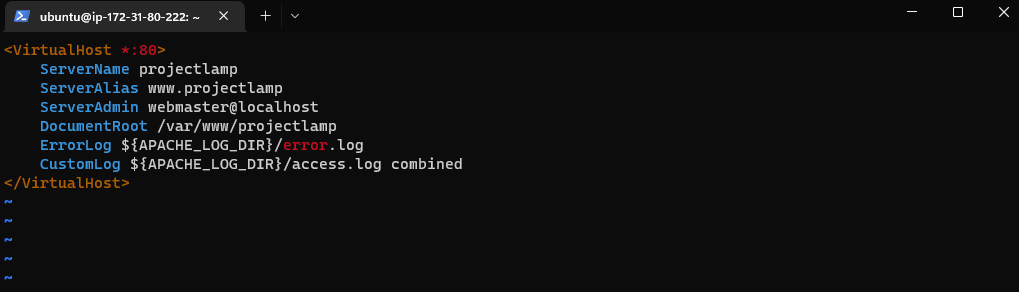 ubuntu@ip-172-31-80-222: ~
<VirtualHost *:80>
    ServerName projectlamp
    ServerAlias www.projectlamp
    ServerAdmin webmaster@localhost
    DocumentRoot /var/www/projectlamp
    ErrorLog ${APACHE_LOG_DIR}/error.log
    CustomLog ${APACHE_LOG_DIR}/access.log combined
</VirtualHost>
~
~
~
~
~